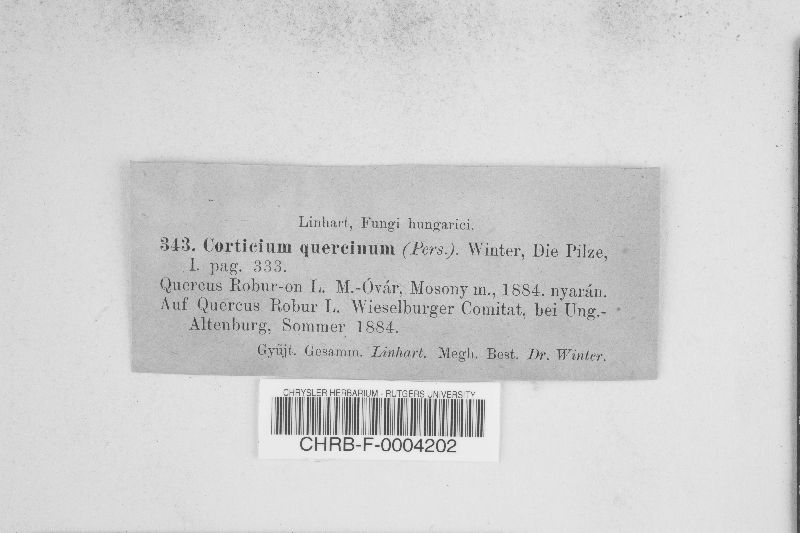 Linhart, Fungi hungarici.
343. Corticium quercinum (Pers.). Winter, Die Pilze,
I. pag. 333.
Quercus Robur-on L. M.-Óvár, Mosony m., 1884. nyarán.
Auf Quercus Robur L. Wieselburger Comitat, bei Ung.-
Altenburg, Sommer 1884.
Gyűjt. Gesamm. Linhart. Megh. Best. Dr. Winter.
CHRYSLER HERBARIUM - RUTGERS UNIVERSITY
CHRB-F-0004202